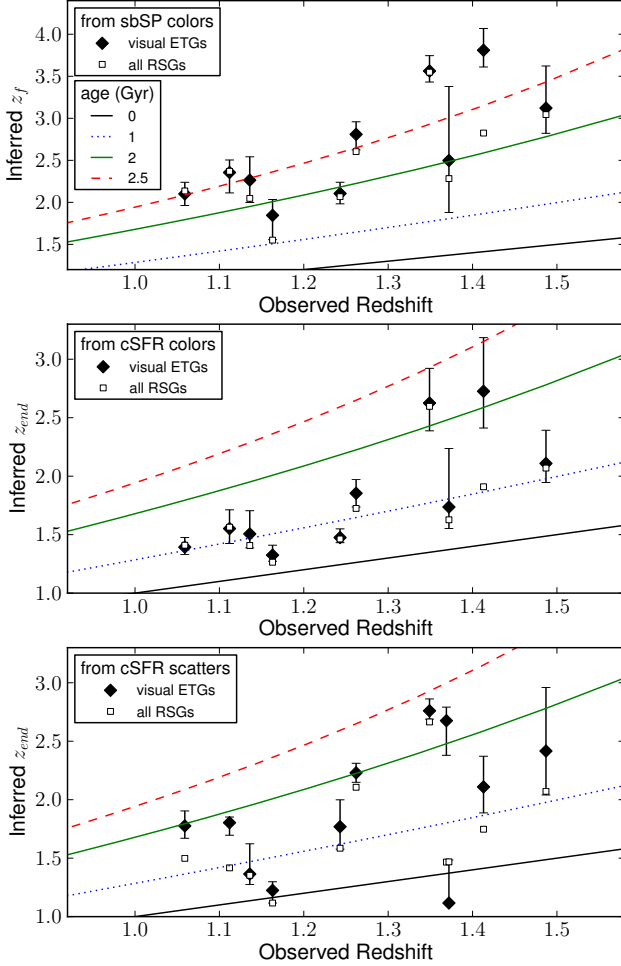 from sbSP colors
visual ETGs
all RSGs
age (Gyr)
0
1
2
2.5
4.0
3.5
3.0
2.5
2.0
1.5
Inferred z_f
1.0 1.1 1.2 1.3 1.4 1.5
Observed Redshift
from cSFR colors
visual ETGs
all RSGs
3.0
2.5
2.0
1.5
1.0
Inferred z_end
1.0 1.1 1.2 1.3 1.4 1.5
Observed Redshift
from cSFR scatters
visual ETGs
all RSGs
3.0
2.5
2.0
1.5
1.0
Inferred z_end
1.0 1.1 1.2 1.3 1.4 1.5
Observed Redshift